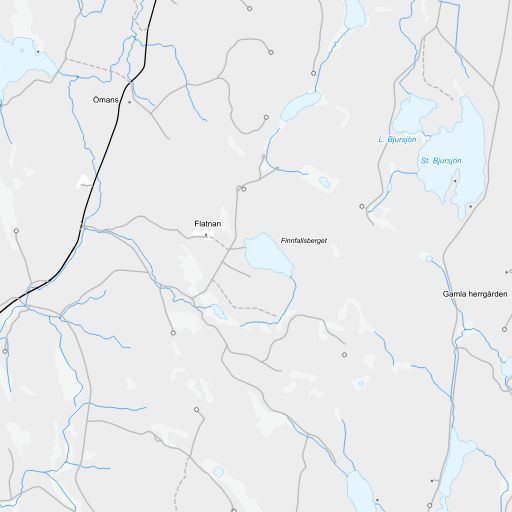 Ömans
L. Bjursjön
St. Bjursjön
Flatnan
Finnfallsberget
Gamla herrgården